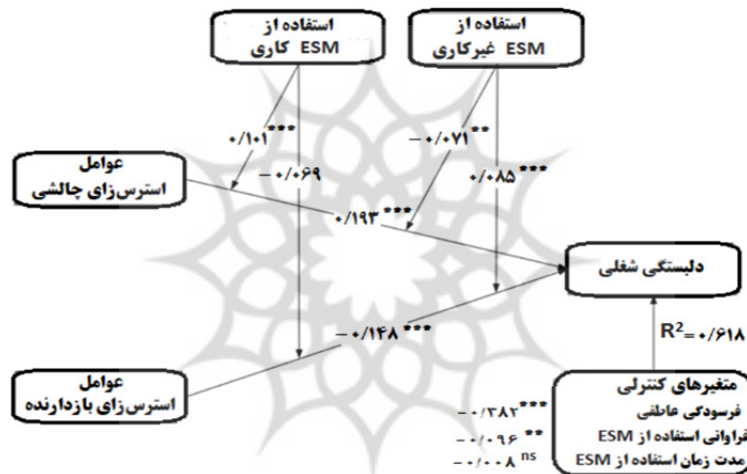 استفاده از
ESM کاری
استفاده از
ESM غیرکاری
۰/۱۰۱***
-۰/۰۶۹
-۰/۰۷۱**
۰/۰۸۵***
عوامل
استرس‌زای چالشی
۰/۱۹۳***
دلبستگی شغلی
-۰/۱۴۸***
R²=۰/۶۱۸
عوامل
استرس‌زای بازدارنده
متغیرهای کنترلی
فرسودگی عاطفی -۰/۳۸۲***
فراوانی استفاده از ESM -۰/۰۹۶**
مدت زمان استفاده از ESM -۰/۰۰۸ ns